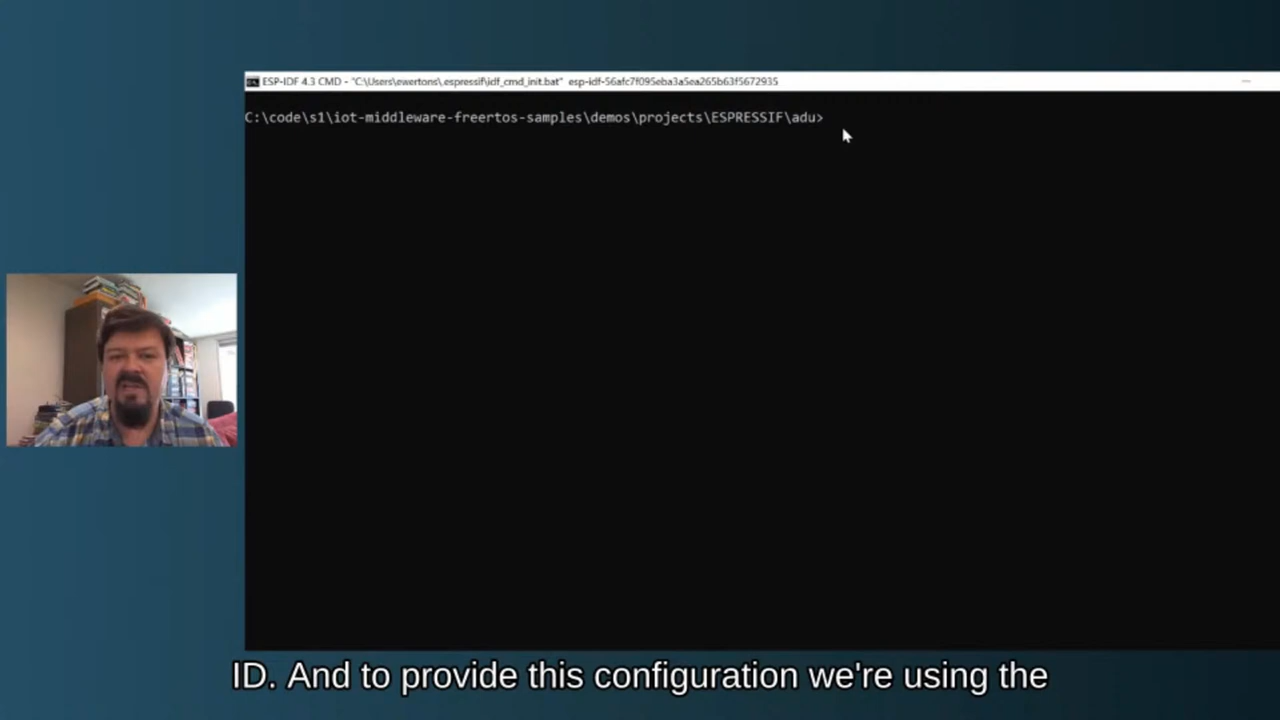 ESP-IDF 4.3 CMD - "C:\Users\ewertons\.espressif\idf_cmd_init.bat" esp-idf-56afc7f095eba3a5ea265b63f5672935
C:\code\s1\iot-middleware-freertos-samples\demos\projects\ESPRESSIF\adu>
ID. And to provide this configuration we're using the